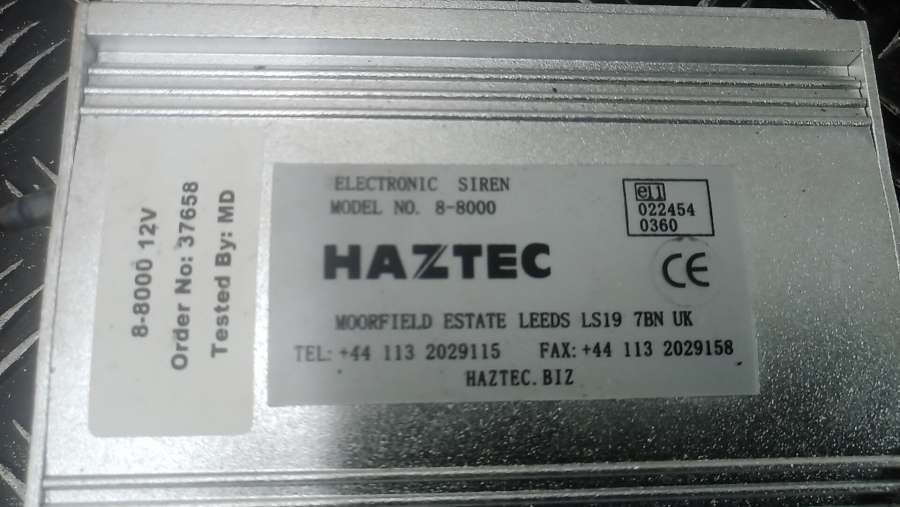 8-8000 12V
Order No: 37658
Tested By: MD
ELECTRONIC SIREN
MODEL NO. 8-8000
e11
022454
0360
HAZTEC
CE
MOORFIELD ESTATE LEEDS LS19 7BN UK
TEL: +44 113 2029115 FAX: +44 113 2029158
HAZTEC.BIZ